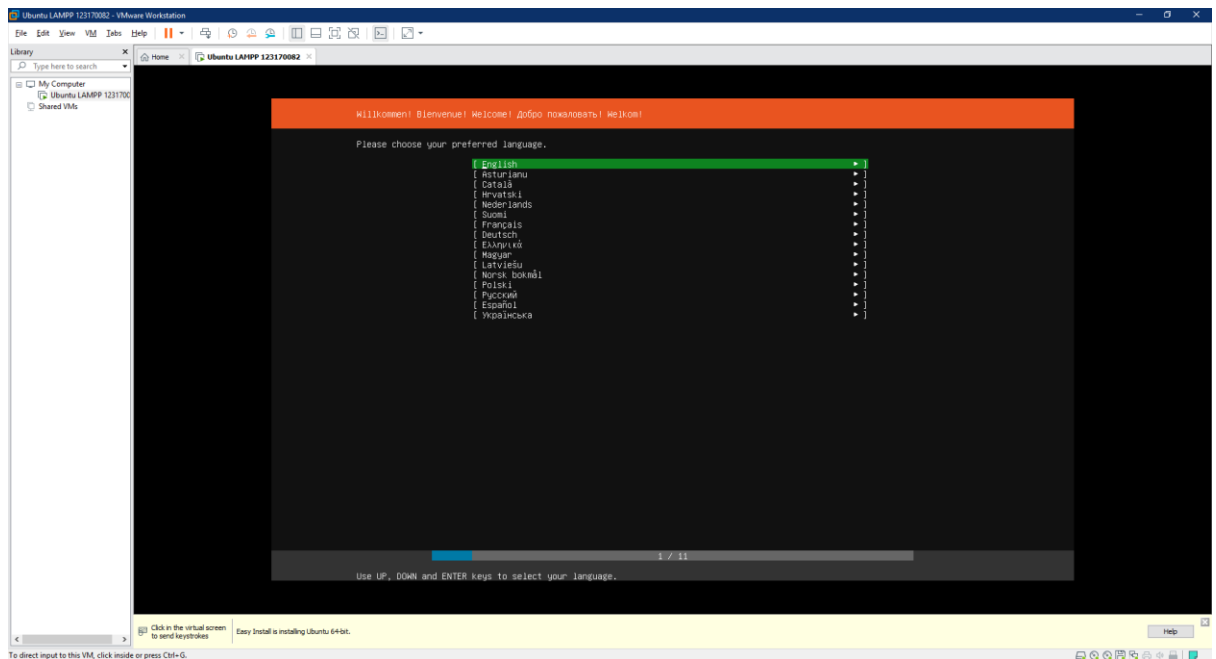 Ubuntu LAMPP 123170082 - VMware Workstation
File Edit View VM Tabs Help
Library
Type here to search
My Computer
Ubuntu LAMPP 1231700
Shared VMs
Home
Ubuntu LAMPP 123170082
Willkommen! Bienvenue! Welcome! Добро пожаловать! Welkom!
Please choose your preferred language.
[ English ► ]
[ Asturianu ► ]
[ Català ► ]
[ Hrvatski ► ]
[ Nederlands ► ]
[ Suomi ► ]
[ Français ► ]
[ Deutsch ► ]
[ Ελληνικά ► ]
[ Magyar ► ]
[ Latviešu ► ]
[ Norsk bokmål ► ]
[ Polski ► ]
[ Русский ► ]
[ Español ► ]
[ Українська ► ]
1 / 11
Use UP, DOWN and ENTER keys to select your language.
Click in the virtual screen
to send keystrokes
Easy Install is installing Ubuntu 64-bit.
Help
To direct input to this VM, click inside or press Ctrl+G.